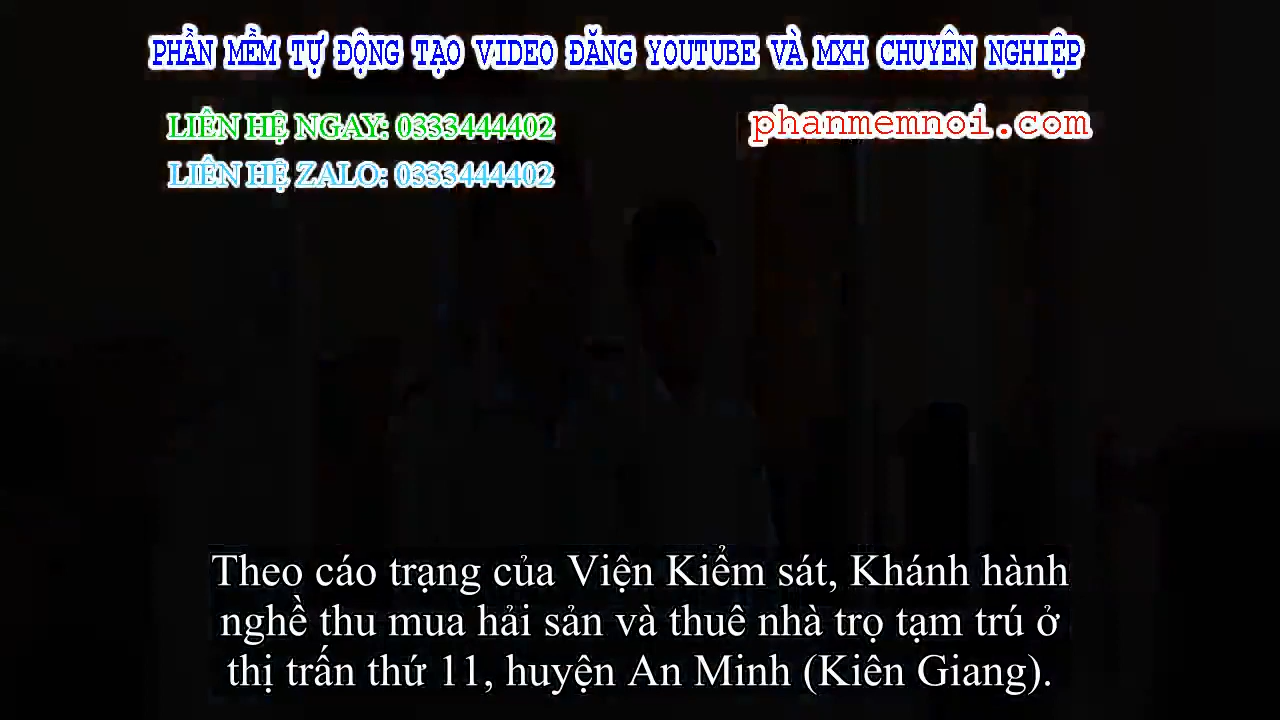 PHẦN MỀM TỰ ĐỘNG TẠO VIDEO ĐĂNG YOUTUBE VÀ MXH CHUYÊN NGHIỆP
LIÊN HỆ NGAY: 0333444402
phanmemnoi.com
LIÊN HỆ ZALO: 0333444402
Theo cáo trạng của Viện Kiểm sát, Khánh hành
nghề thu mua hải sản và thuê nhà trọ tạm trú ở
thị trấn thứ 11, huyện An Minh (Kiên Giang).